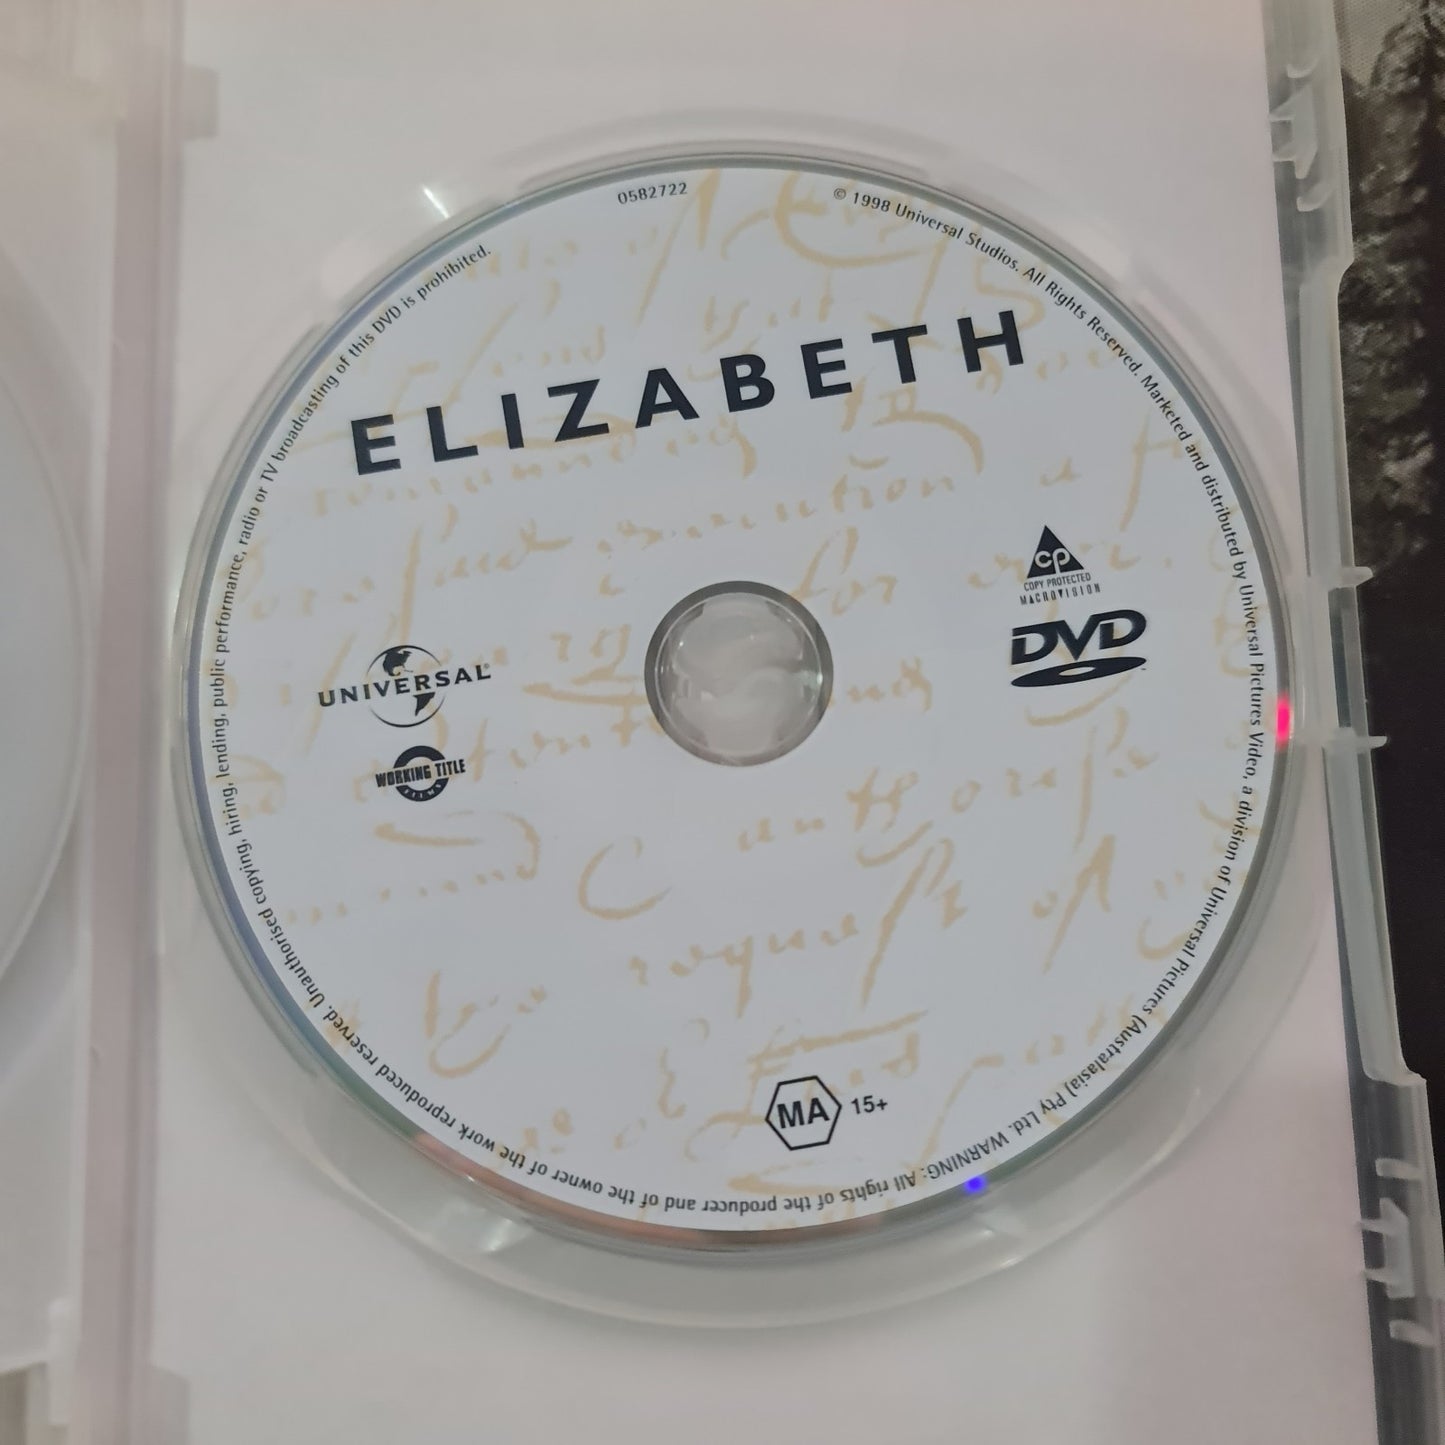 0582722
© 1998 Universal Studios. All Rights Reserved. Marketed and distributed by Universal Pictures Video, a division of Universal Pictures (Australasia) Pty Ltd. WARNING: All rights of the producer and of the owner of the work reproduced reserved. Unauthorised copying, hiring, lending, public performance, radio or TV broadcasting of this DVD is prohibited.
ELIZABETH
CP
COPY PROTECTED
MACROVISION
DVD
UNIVERSAL®
WORKING TITLE
FILMS
MA 15+